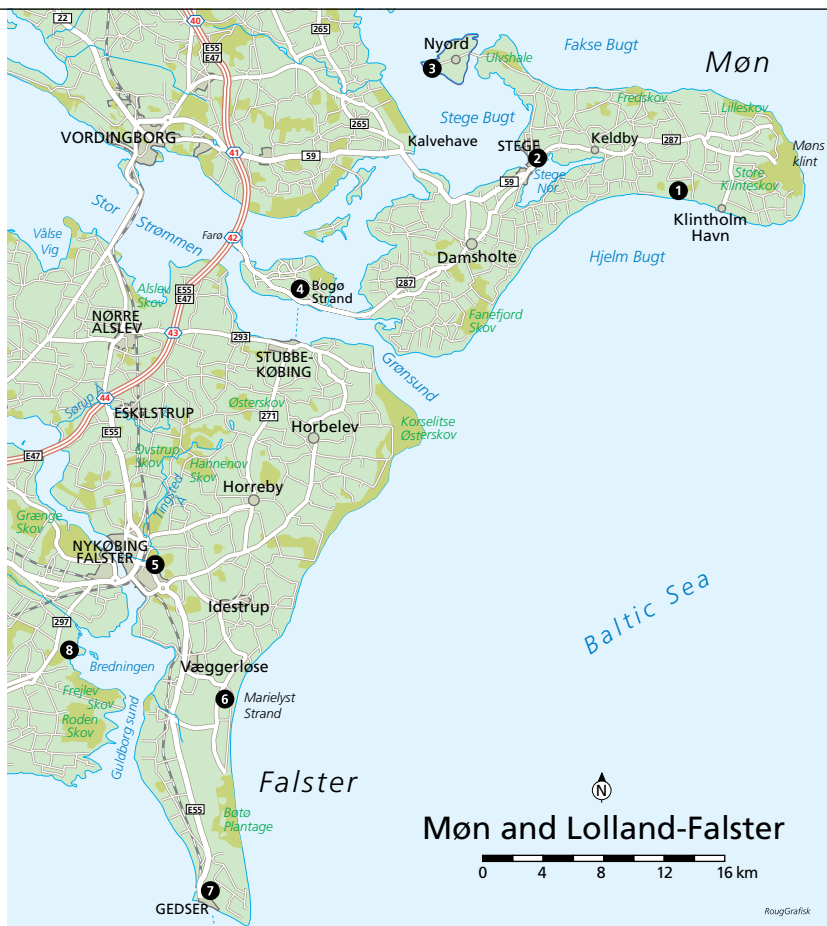 22
53
40
E55
E47
265
Nyord
3
Ulvshale
Fakse Bugt
Møn
Stege Bugt
Fredskov
Lilleskov
265
VORDINGBORG
41
59
Kalvehave
STEGE
2
Keldby
287
Møns
klint
59
Stege
Nor
1
Store
Klinteskov
Klintholm
Havn
Stor
Strømmen
Farø
42
Vålse
Vig
Damsholte
Hjelm Bugt
Alslev
Skov
E55
E47
4
Bogø
Strand
287
NØRRE
ALSLEV
43
293
STUBBE-
KØBING
Fanefjord
Skov
Grønsund
Sørup Å
44
ESKILSTRUP
Østerskov
271
Horbelev
Korselitse
Østerskov
E55
E47
Ovstrup
Skov
Hannenov
Skov
Tingsted
Å
Horreby
Grænge
Skov
NYKØBING
FALSTER
5
Idestrup
Baltic Sea
297
8
Bredningen
Væggerløse
6
Marielyst
Strand
Frejlev
Skov
Roden
Skov
Guldborg sund
Falster
E55
Bøtø
Plantage
N
Møn and Lolland-Falster
0 4 8 12 16 km
7
GEDSER
RougGrafisk